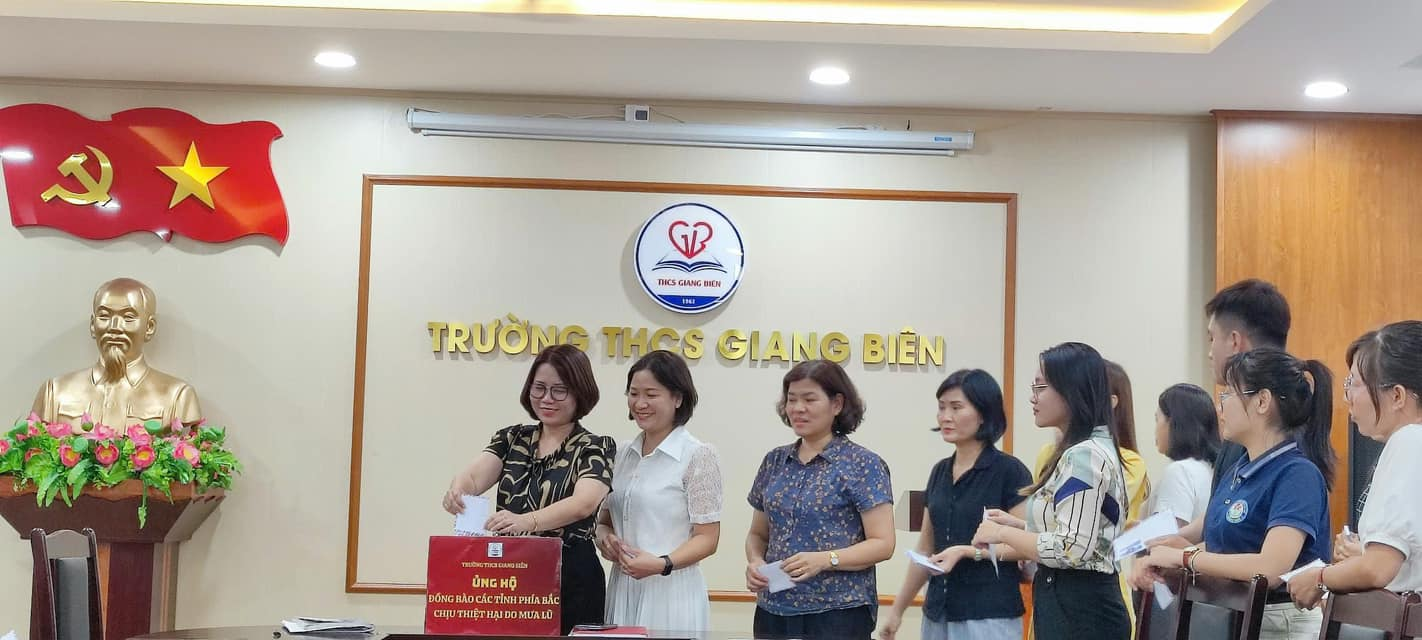 THCS GIANG BIÊN
1962
TRƯỜNG THCS GIANG BIÊN
TRƯỜNG THCS GIANG BIÊN
ỦNG HỘ
ĐỒNG BÀO CÁC TỈNH PHÍA BẮC
CHỊU THIỆT HẠI DO MƯA LŨ